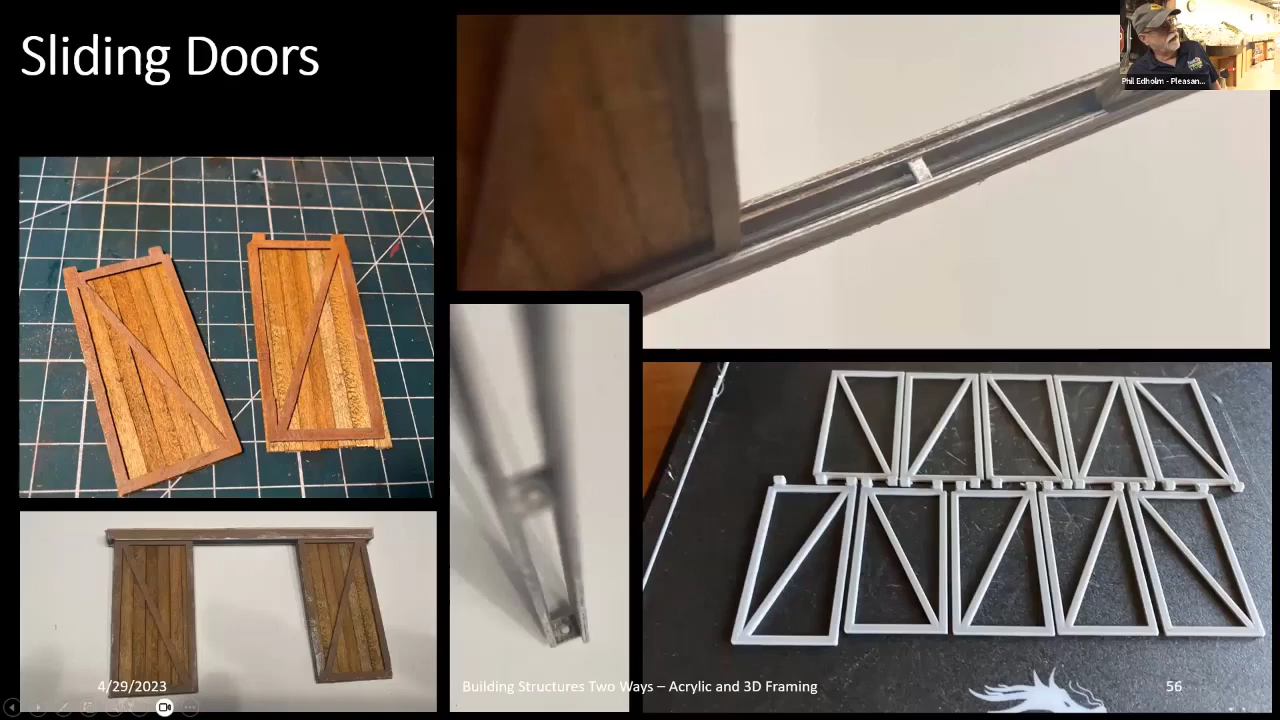 Sliding Doors
Phil Edholm - Pleasan...
4/29/2023
Building Structures Two Ways – Acrylic and 3D Framing
56